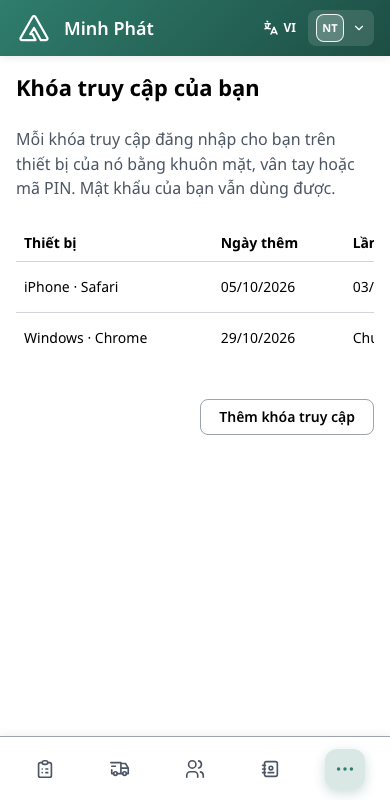 Minh Phát
VI
NT
Khóa truy cập của bạn
Mỗi khóa truy cập đăng nhập cho bạn trên
thiết bị của nó bằng khuôn mặt, vân tay hoặc
mã PIN. Mật khẩu của bạn vẫn dùng được.
Thiết bị Ngày thêm
iPhone · Safari 05/10/2026 03/
Windows · Chrome 29/10/2026
Thêm khóa truy cập